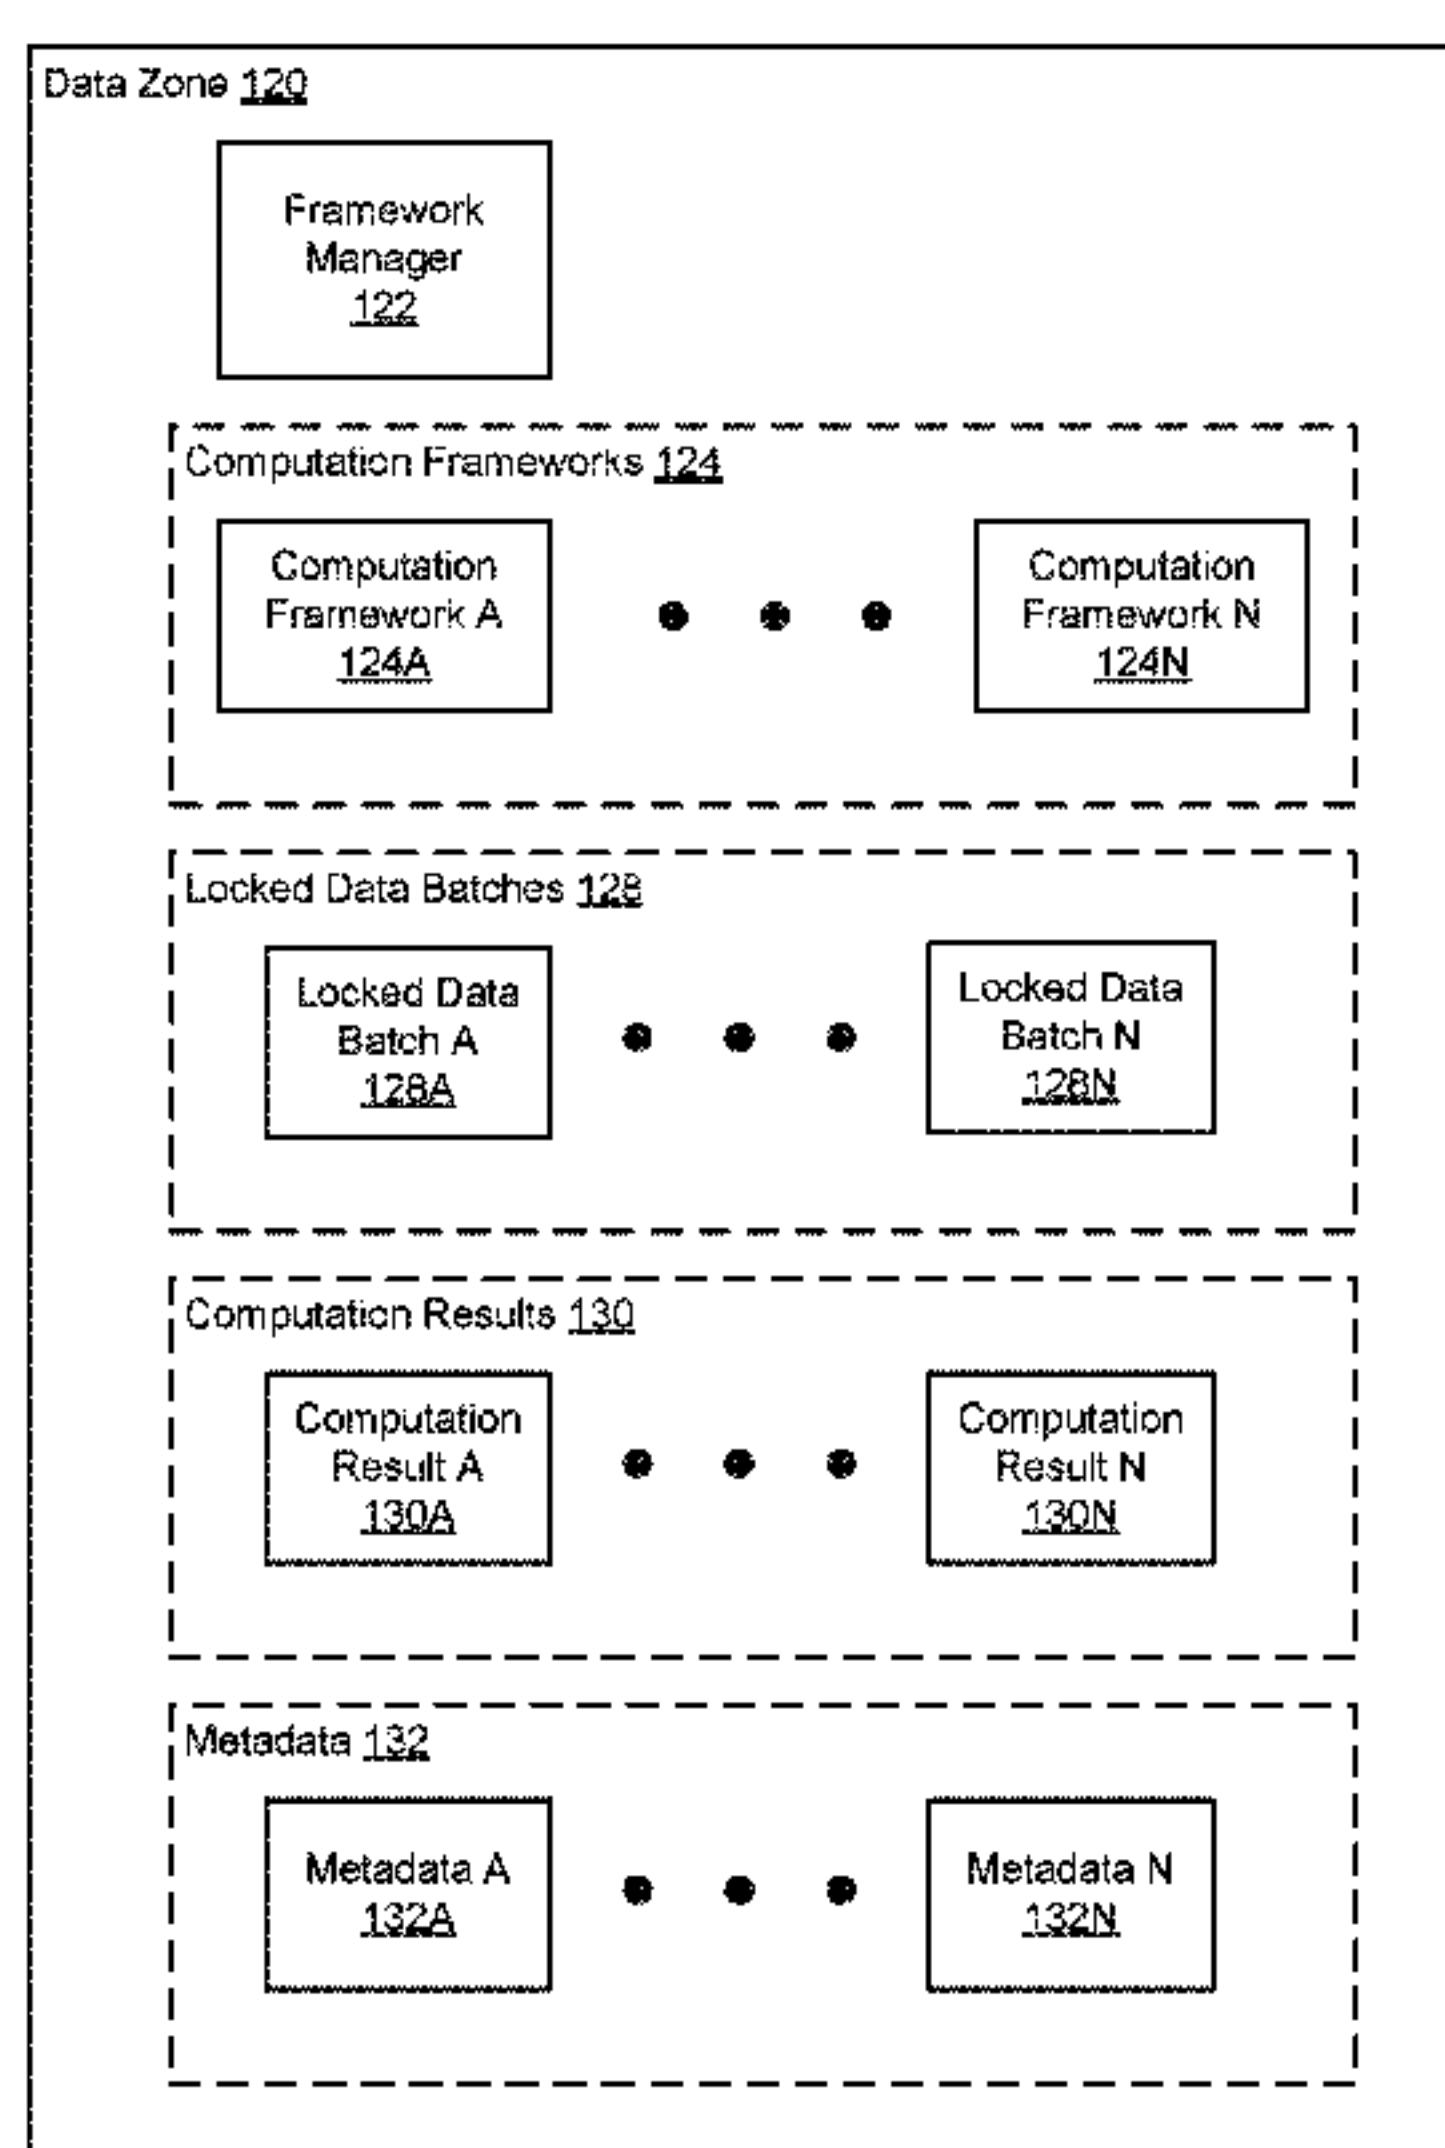 Data Zone 120
Framework
Manager
122
Computation Frameworks 124
Computation
Framework A
124A
Computation
Framework N
124N
Locked Data Batches 128
Locked Data
Batch A
128A
Locked Data
Batch N
128N
Computation Results 130
Computation
Result A
130A
Computation
Result N
130N
Metadata 132
Metadata A
132A
Metadata N
132N